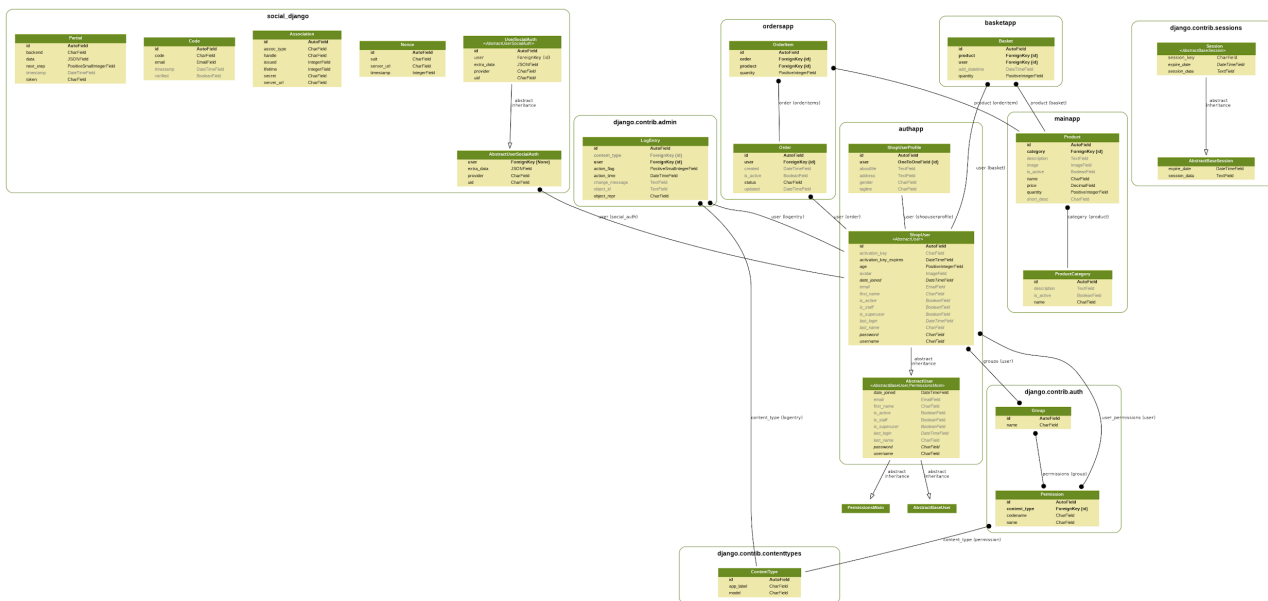 social_django
Partial
id AutoField
backend CharField
data JSONField
next_step PositiveSmallIntegerField
timestamp DateTimeField
token CharField
Code
id AutoField
code CharField
email EmailField
timestamp DateTimeField
verified BooleanField
Association
id AutoField
assoc_type CharField
handle CharField
issued IntegerField
lifetime IntegerField
secret CharField
server_url CharField
Nonce
id AutoField
salt CharField
server_url CharField
timestamp IntegerField
UserSocialAuth
<AbstractUserSocialAuth>
id AutoField
user ForeignKey (id)
extra_data JSONField
provider CharField
uid CharField
abstract
inheritance
AbstractUserSocialAuth
user ForeignKey (None)
extra_data JSONField
provider CharField
uid CharField
django.contrib.admin
LogEntry
id AutoField
content_type ForeignKey (id)
user ForeignKey (id)
action_flag PositiveSmallIntegerField
action_time DateTimeField
change_message TextField
object_id TextField
object_repr CharField
ordersapp
OrderItem
id AutoField
order ForeignKey (id)
product ForeignKey (id)
quantity PositiveIntegerField
order (orderitems)
Order
id AutoField
user ForeignKey (id)
created DateTimeField
is_active BooleanField
status CharField
updated DateTimeField
basketapp
Basket
id AutoField
product ForeignKey (id)
user ForeignKey (id)
add_datetime DateTimeField
quantity PositiveIntegerField
product (orderitem)
product (basket)
django.contrib.sessions
Session
<AbstractBaseSession>
session_key CharField
expire_date DateTimeField
session_data TextField
abstract
inheritance
AbstractBaseSession
expire_date DateTimeField
session_data TextField
mainapp
Product
id AutoField
category ForeignKey (id)
description TextField
image ImageField
is_active BooleanField
name CharField
price DecimalField
quantity PositiveIntegerField
short_desc CharField
category (product)
ProductCategory
id AutoField
description TextField
is_active BooleanField
name CharField
authapp
ShopUserProfile
id AutoField
user OneToOneField (id)
aboutMe TextField
address TextField
gender CharField
tagline CharField
user (basket)
user (social_auth)
user (logentry)
user (order)
user (shopuserprofile)
ShopUser
<AbstractUser>
id AutoField
activation_key CharField
activation_key_expires DateTimeField
age PositiveIntegerField
avatar ImageField
date_joined DateTimeField
email EmailField
first_name CharField
is_active BooleanField
is_staff BooleanField
is_superuser BooleanField
last_login DateTimeField
last_name CharField
password CharField
username CharField
abstract
inheritance
groups (user)
AbstractUser
<AbstractBaseUser,PermissionsMixin>
date_joined DateTimeField
email EmailField
first_name CharField
is_active BooleanField
is_staff BooleanField
is_superuser BooleanField
last_login DateTimeField
last_name CharField
password CharField
username CharField
abstract
inheritance
abstract
inheritance
PermissionsMixin
AbstractBaseUser
django.contrib.auth
Group
id AutoField
name CharField
user_permissions (user)
content_type (logentry)
permissions (group)
Permission
id AutoField
content_type ForeignKey (id)
codename CharField
name CharField
content_type (permission)
django.contrib.contenttypes
ContentType
id AutoField
app_label CharField
model CharField